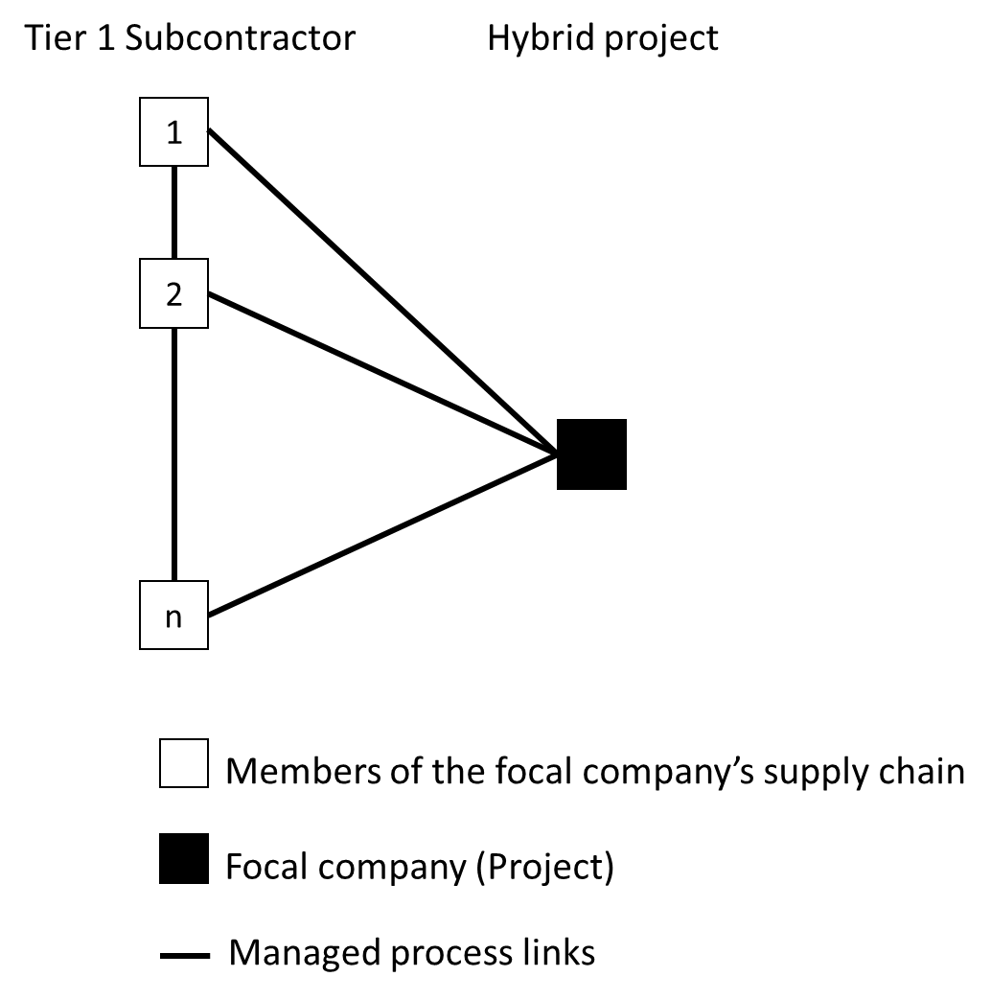 Tier 1 Subcontractor
Hybrid project
1
2
n
Members of the focal company’s supply chain
Focal company (Project)
Managed process links